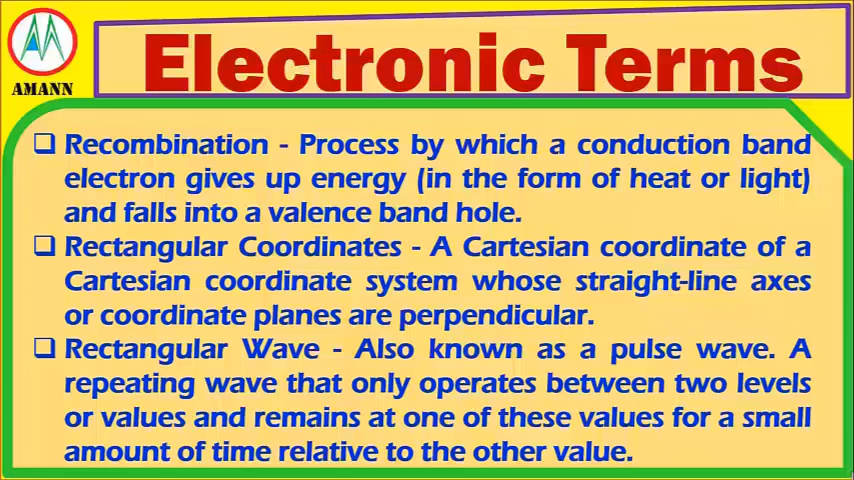 AMANN
Electronic Terms
❑ Recombination - Process by which a conduction band
electron gives up energy (in the form of heat or light)
and falls into a valence band hole.
❑ Rectangular Coordinates - A Cartesian coordinate of a
Cartesian coordinate system whose straight-line axes
or coordinate planes are perpendicular.
❑ Rectangular Wave - Also known as a pulse wave. A
repeating wave that only operates between two levels
or values and remains at one of these values for a small
amount of time relative to the other value.